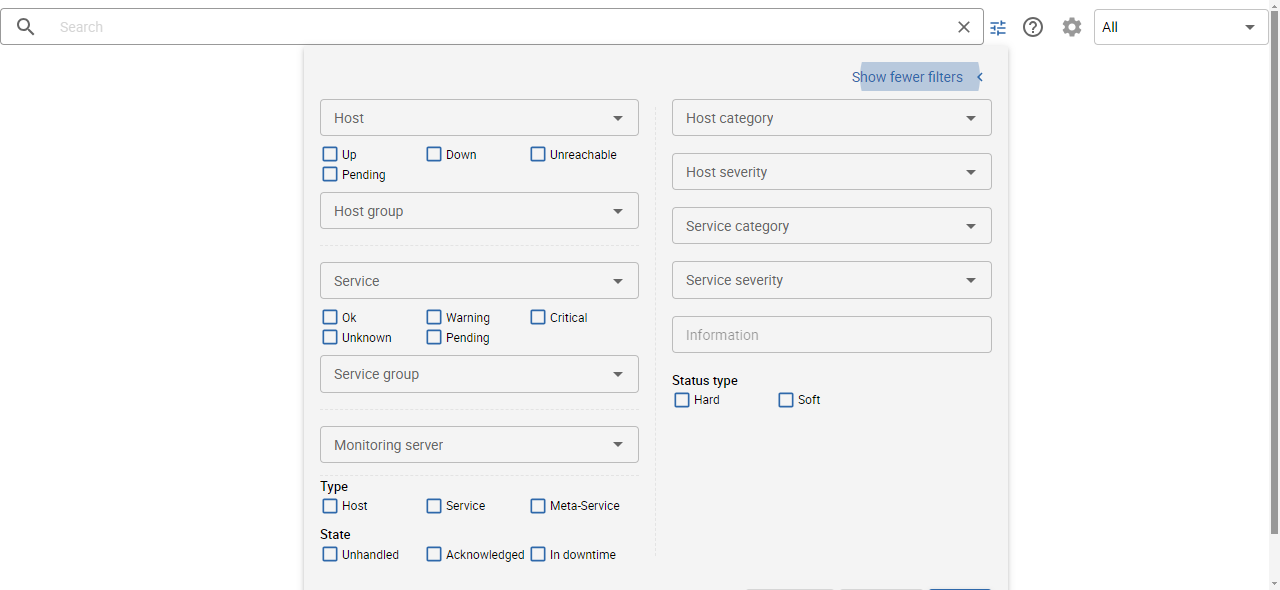 Search
All
Show fewer filters
Host
Up Down Unreachable
Pending
Host group
Service
Ok Warning Critical
Unknown Pending
Service group
Monitoring server
Type
Host Service Meta-Service
State
Unhandled Acknowledged In downtime
Host category
Host severity
Service category
Service severity
Information
Status type
Hard Soft